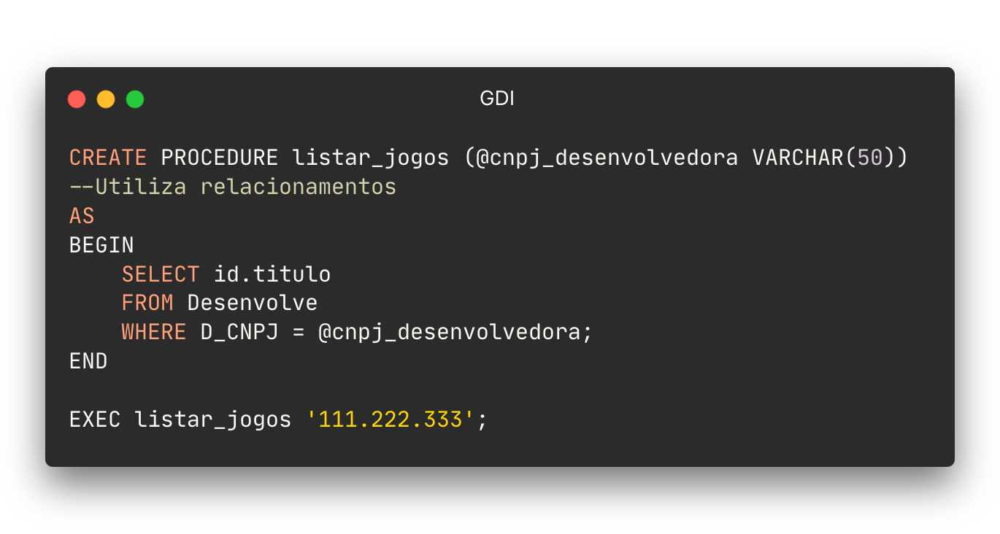 GDI
CREATE PROCEDURE listar_jogos (@cnpj_desenvolvedora VARCHAR(50))
--Utiliza relacionamentos
AS
BEGIN
    SELECT id.titulo
    FROM Desenvolve
    WHERE D_CNPJ = @cnpj_desenvolvedora;
END
EXEC listar_jogos '111.222.333';